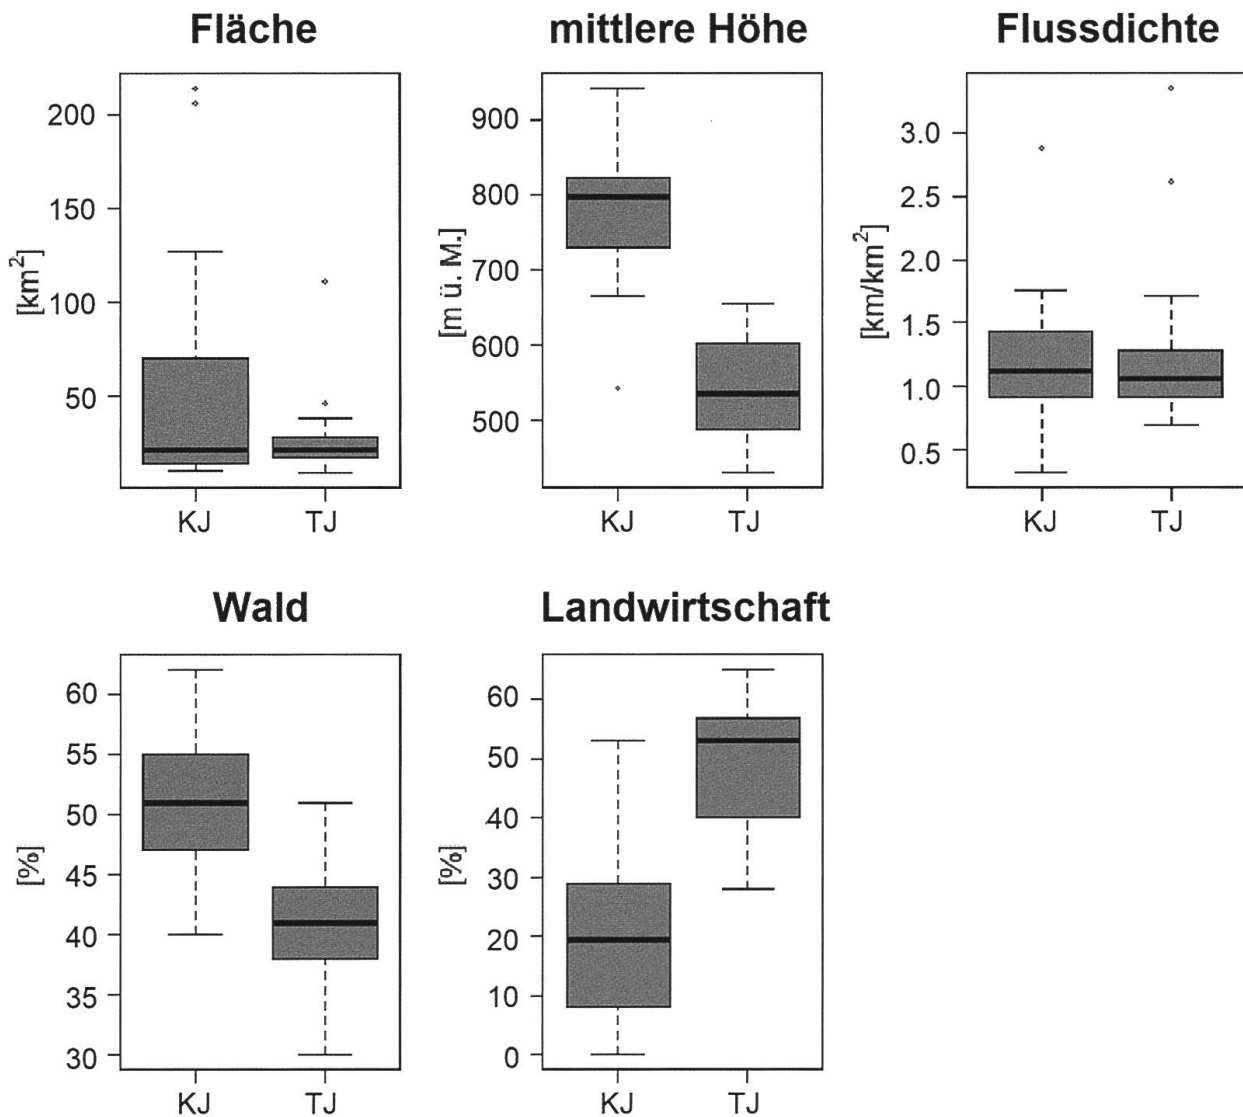 Fläche
[km²]
200
150
100
50
KJ TJ
mittlere Höhe
[m ü. M.]
900
800
700
600
500
KJ TJ
Flussdichte
[km/km²]
3.0
2.5
2.0
1.5
1.0
0.5
KJ TJ
Wald
[%]
60
55
50
45
40
35
30
KJ TJ
Landwirtschaft
[%]
60
50
40
30
20
10
0
KJ TJ